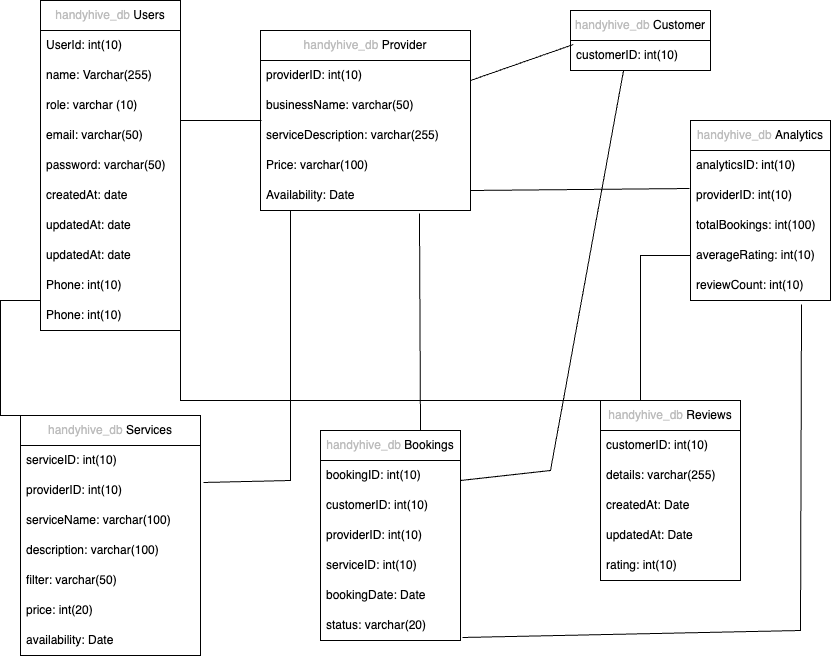 handyhive_db Users
UserId: int(10)
name: Varchar(255)
role: varchar (10)
email: varchar(50)
password: varchar(50)
createdAt: date
updatedAt: date
updatedAt: date
Phone: int(10)
Phone: int(10)
handyhive_db Provider
providerID: int(10)
businessName: varchar(50)
serviceDescription: varchar(255)
Price: varchar(100)
Availability: Date
handyhive_db Customer
customerID: int(10)
handyhive_db Analytics
analyticsID: int(10)
providerID: int(10)
totalBookings: int(100)
averageRating: int(10)
reviewCount: int(10)
handyhive_db Services
serviceID: int(10)
providerID: int(10)
serviceName: varchar(100)
description: varchar(100)
filter: varchar(50)
price: int(20)
availability: Date
handyhive_db Bookings
bookingID: int(10)
customerID: int(10)
providerID: int(10)
serviceID: int(10)
bookingDate: Date
status: varchar(20)
handyhive_db Reviews
customerID: int(10)
details: varchar(255)
createdAt: Date
updatedAt: Date
rating: int(10)